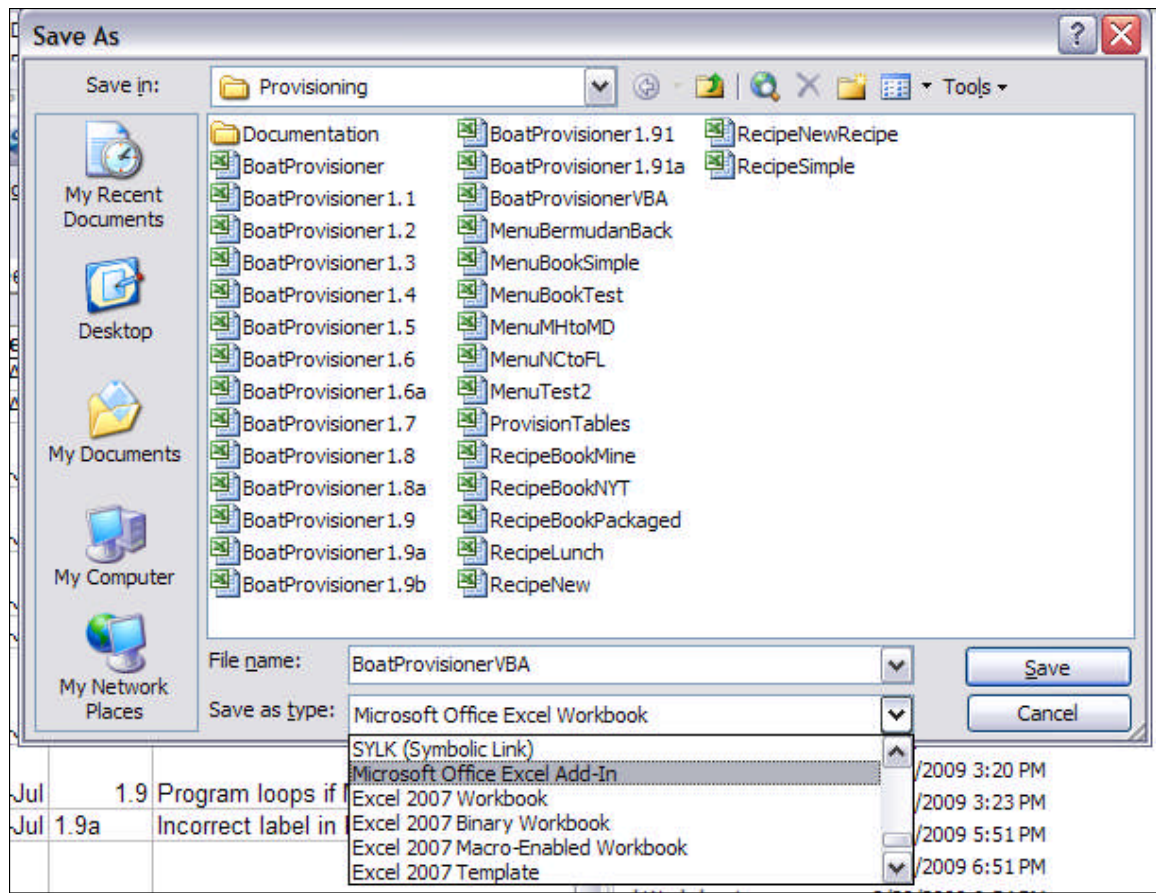 Save As
Save in:
Provisioning
Tools
My Recent
Documents
Desktop
My Documents
My Computer
My Network
Places
Documentation
BoatProvisioner
BoatProvisioner1.1
BoatProvisioner1.2
BoatProvisioner1.3
BoatProvisioner1.4
BoatProvisioner1.5
BoatProvisioner1.6
BoatProvisioner1.6a
BoatProvisioner1.7
BoatProvisioner1.8
BoatProvisioner1.8a
BoatProvisioner1.9
BoatProvisioner1.9a
BoatProvisioner1.9b
BoatProvisioner1.91
BoatProvisioner1.91a
BoatProvisionerVBA
MenuBermudanBack
MenuBookSimple
MenuBookTest
MenuMHtoMD
MenuNCtoFL
MenuTest2
ProvisionTables
RecipeBookMine
RecipeBookNYT
RecipeBookPackaged
RecipeLunch
RecipeNew
RecipeNewRecipe
RecipeSimple
File name:
BoatProvisionerVBA
Save
Save as type:
Microsoft Office Excel Workbook
Cancel
SYLK (Symbolic Link)
Microsoft Office Excel Add-In
Excel 2007 Workbook
Excel 2007 Binary Workbook
Excel 2007 Macro-Enabled Workbook
Excel 2007 Template
-Jul 1.9 Program loops if
-Jul 1.9a Incorrect label in
/2009 3:20 PM
/2009 3:23 PM
/2009 5:51 PM
/2009 6:51 PM